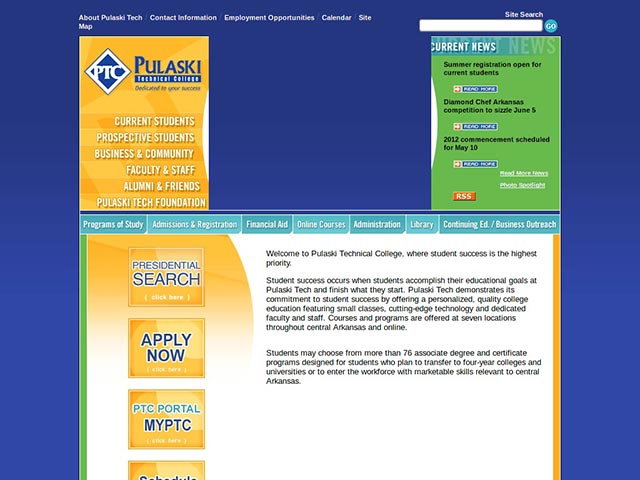 About Pulaski Tech / Contact Information / Employment Opportunities / Calendar / Site
Map
Site Search
GO
PTC PULASKI
Technical College
Dedicated to your success
CURRENT STUDENTS
PROSPECTIVE STUDENTS
BUSINESS & COMMUNITY
FACULTY & STAFF
ALUMNI & FRIENDS
PULASKI TECH FOUNDATION
CURRENT NEWS
CURRENT NEWS
Summer registration open for
current students
READ MORE
Diamond Chef Arkansas
competition to sizzle June 5
READ MORE
2012 commencement scheduled
for May 10
READ MORE
Read More News
Photo Spotlight
RSS
Programs of Study Admissions & Registration Financial Aid Online Courses Administration Library Continuing Ed. / Business Outreach
PRESIDENTIAL
SEARCH
( click here )
APPLY
NOW
( click here )
PTC PORTAL
MYPTC
( click here )
Schedule
Welcome to Pulaski Technical College, where student success is the highest
priority.
Student success occurs when students accomplish their educational goals at
Pulaski Tech and finish what they start. Pulaski Tech demonstrates its
commitment to student success by offering a personalized, quality college
education featuring small classes, cutting-edge technology and dedicated
faculty and staff. Courses and programs are offered at seven locations
throughout central Arkansas and online.
Students may choose from more than 76 associate degree and certificate
programs designed for students who plan to transfer to four-year colleges and
universities or to enter the workforce with marketable skills relevant to central
Arkansas.